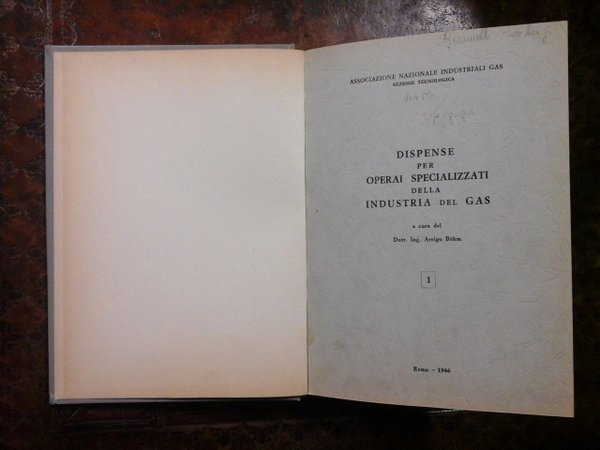 ASSOCIAZIONE NAZIONALE INDUSTRIALI GAS
SEZIONE TECNOLOGICA
DISPENSE
PER
OPERAI SPECIALIZZATI
DELLA
INDUSTRIA DEL GAS
a cura del
Dott. Ing. Arrigo Böhm
1
Roma - 1966